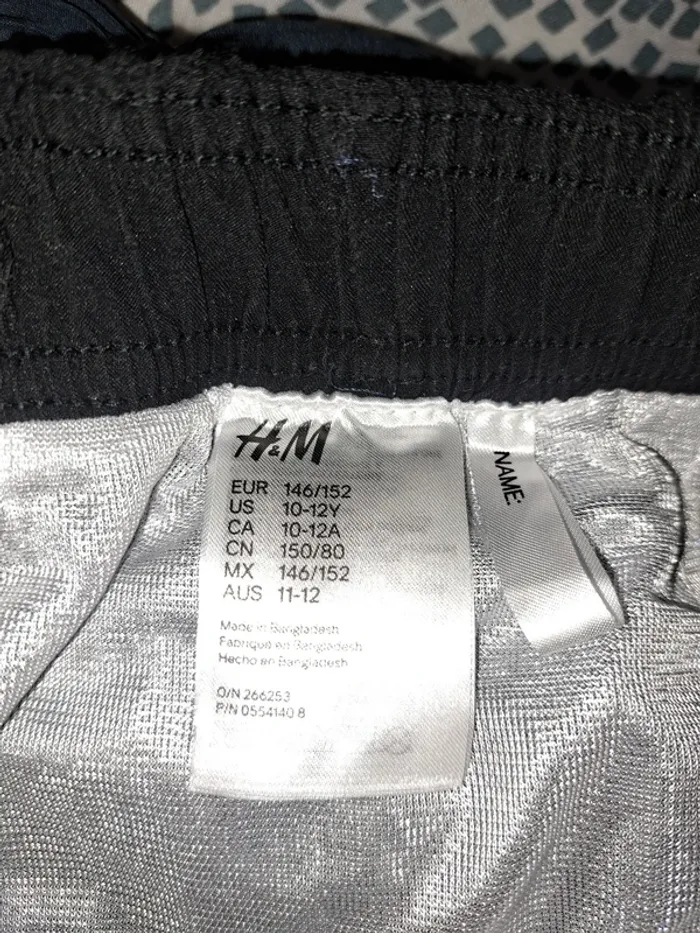 H&M
EUR 146/152
US 10-12Y
CA 10-12A
CN 150/80
MX 146/152
AUS 11-12
Made in Bangladesh
Fabriqué en Bangladesh
Hecho en Bangladesh
O/N 266253
P/N 0554140 8
NAME: